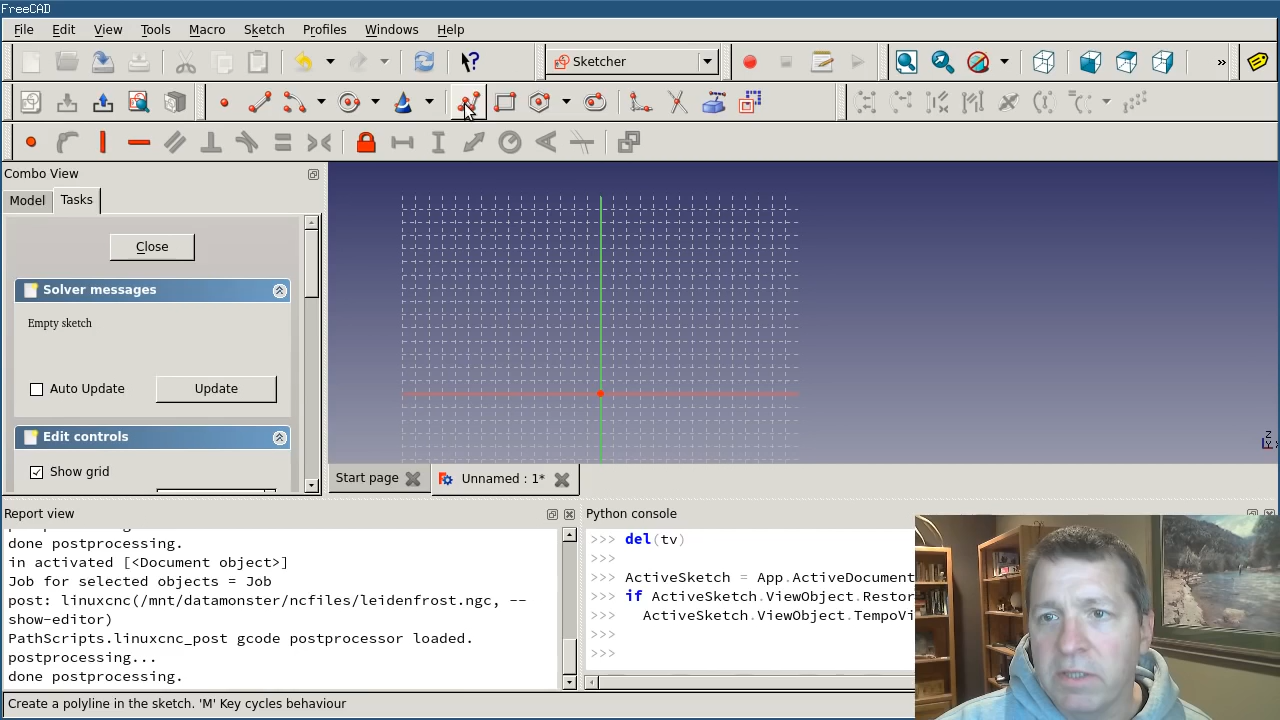 FreeCAD
File Edit View Tools Macro Sketch Profiles Windows Help
Sketcher
»
Combo View
Model Tasks
Close
Solver messages
Empty sketch
Auto Update Update
Edit controls
Show grid
Z
Start page Unnamed : 1*
Report view
done postprocessing.
in activated [<Document object>]
Job for selected objects = Job
post: linuxcnc(/mnt/datamonster/ncfiles/leidenfrost.ngc, --
show-editor)
PathScripts.linuxcnc_post gcode postprocessor loaded.
postprocessing...
done postprocessing.
Python console
>>> del(tv)
>>>
>>> ActiveSketch = App.ActiveDocument
>>> if ActiveSketch.ViewObject.Restor
>>> ActiveSketch.ViewObject.TempoVi
>>>
>>>
Create a polyline in the sketch. 'M' Key cycles behaviour